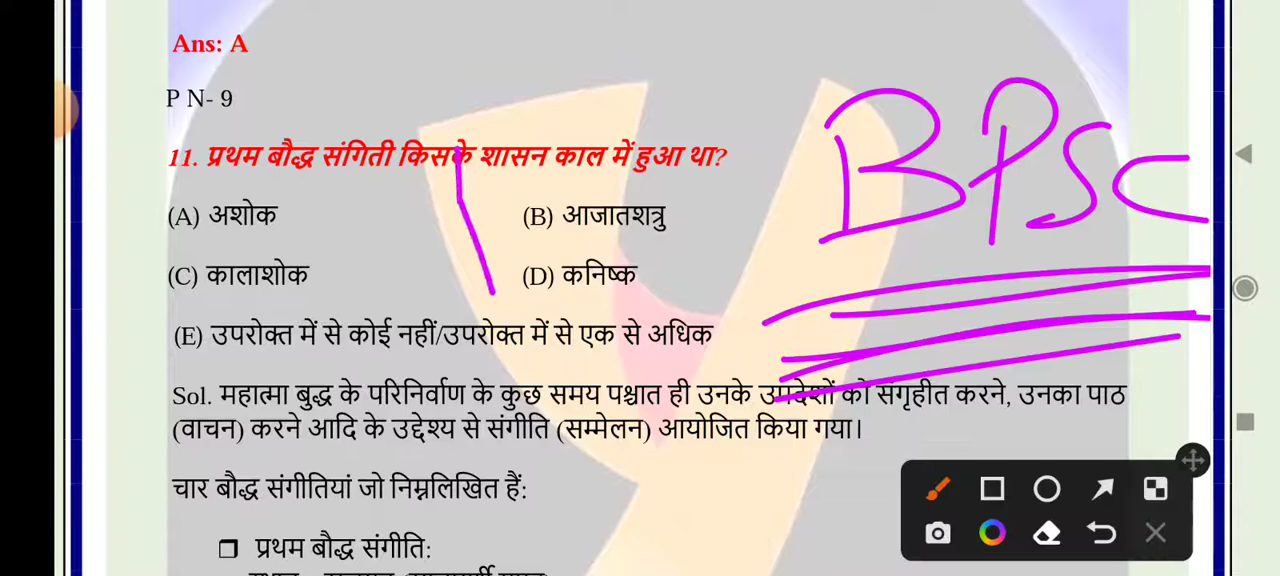 Ans: A
P N- 9
BPSC
11. प्रथम बौद्ध संगिती किसके शासन काल में हुआ था?
(A) अशोक (B) आजातशत्रु
(C) कालाशोक (D) कनिष्क
(E) उपरोक्त में से कोई नहीं/उपरोक्त में से एक से अधिक
Sol. महात्मा बुद्ध के परिनिर्वाण के कुछ समय पश्चात ही उनके उपदेशों को संगृहीत करने, उनका पाठ
(वाचन) करने आदि के उद्देश्य से संगीति (सम्मेलन) आयोजित किया गया।
चार बौद्ध संगीतियां जो निम्नलिखित हैं:
प्रथम बौद्ध संगीति: